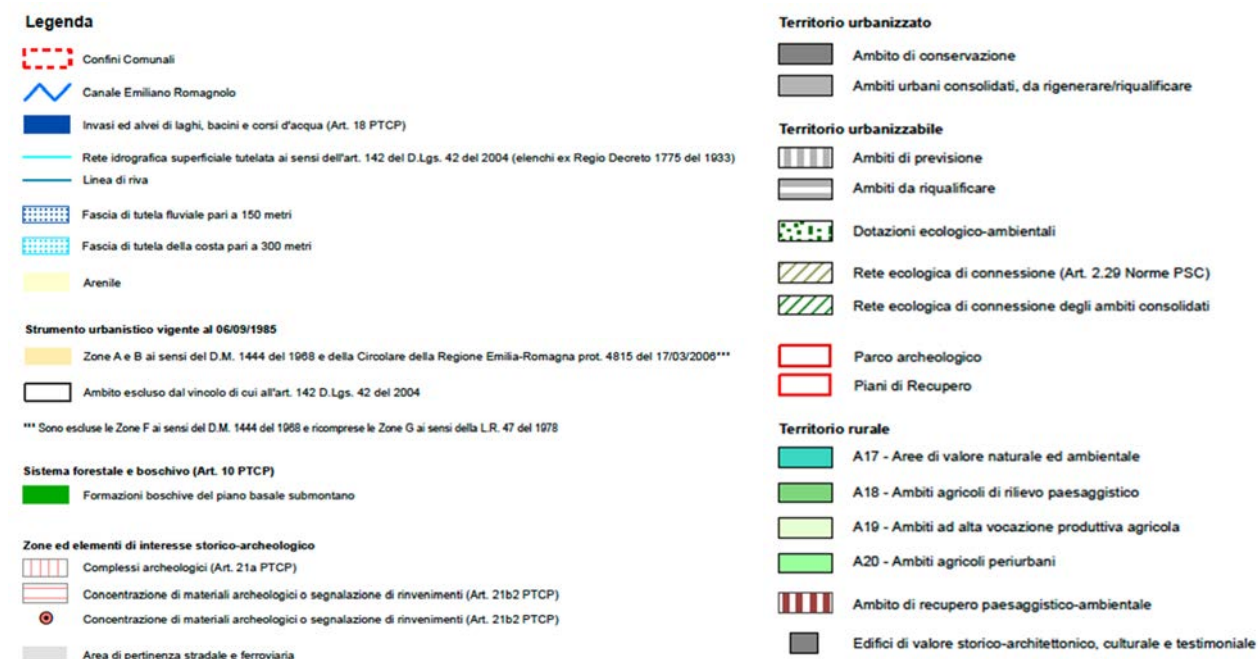 Legenda
Confini Comunali
Canale Emiliano Romagnolo
Invasi ed alvei di laghi, bacini e corsi d'acqua (Art. 18 PTCP)
Rete idrografica superficiale tutelata ai sensi dell'art. 142 del D.Lgs. 42 del 2004 (elenchi ex Regio Decreto 1775 del 1933)
Linea di riva
Fascia di tutela fluviale pari a 150 metri
Fascia di tutela della costa pari a 300 metri
Arenile
Strumento urbanistico vigente al 06/09/1985
Zone A e B ai sensi del D.M. 1444 del 1968 e della Circolare della Regione Emilia-Romagna prot. 4815 del 17/03/2006***
Ambito escluso dal vincolo di cui all'art. 142 D.Lgs. 42 del 2004
*** Sono escluse le Zone F ai sensi del D.M. 1444 del 1968 e ricomprese le Zone G ai sensi della L.R. 47 del 1978
Sistema forestale e boschivo (Art. 10 PTCP)
Formazioni boschive del piano basale submontano
Zone ed elementi di interesse storico-archeologico
Complessi archeologici (Art. 21a PTCP)
Concentrazione di materiali archeologici o segnalazione di rinvenimenti (Art. 21b2 PTCP)
Concentrazione di materiali archeologici o segnalazione di rinvenimenti (Art. 21b2 PTCP)
Area di pertinenza stradale e ferroviaria
Territorio urbanizzato
Ambito di conservazione
Ambiti urbani consolidati, da rigenerare/riqualificare
Territorio urbanizzabile
Ambiti di previsione
Ambiti da riqualificare
Dotazioni ecologico-ambientali
Rete ecologica di connessione (Art. 2.29 Norme PSC)
Rete ecologica di connessione degli ambiti consolidati
Parco archeologico
Piani di Recupero
Territorio rurale
A17 - Aree di valore naturale ed ambientale
A18 - Ambiti agricoli di rilievo paesaggistico
A19 - Ambiti ad alta vocazione produttiva agricola
A20 - Ambiti agricoli periurbani
Ambito di recupero paesaggistico-ambientale
Edifici di valore storico-architettonico, culturale e testimoniale